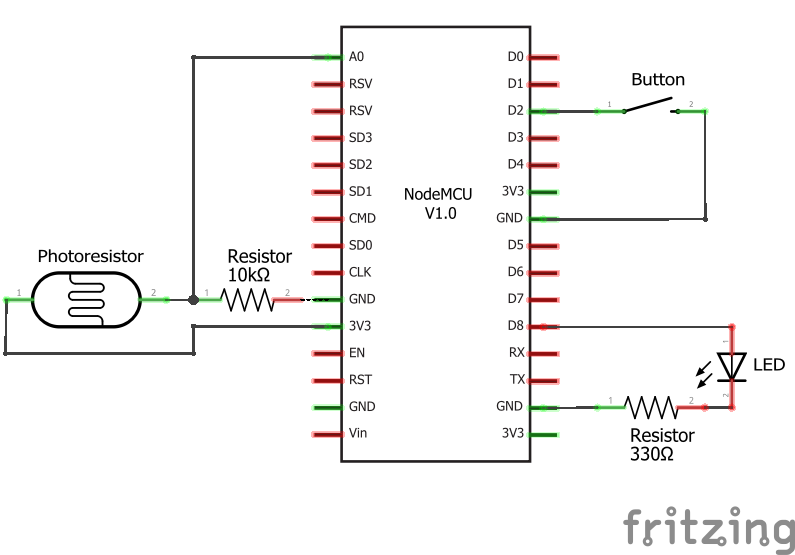 A0
RSV
RSV
SD3
SD2
SD1
CMD
SD0
CLK
GND
3V3
EN
RST
GND
Vin
NodeMCU
V1.0
D0
D1
D2
D3
D4
3V3
GND
D5
D6
D7
D8
RX
TX
GND
3V3
Button
1 2
Photoresistor
1 2
Resistor
10kΩ
1 2
LED
1
2
1 2
Resistor
330Ω
fritzing